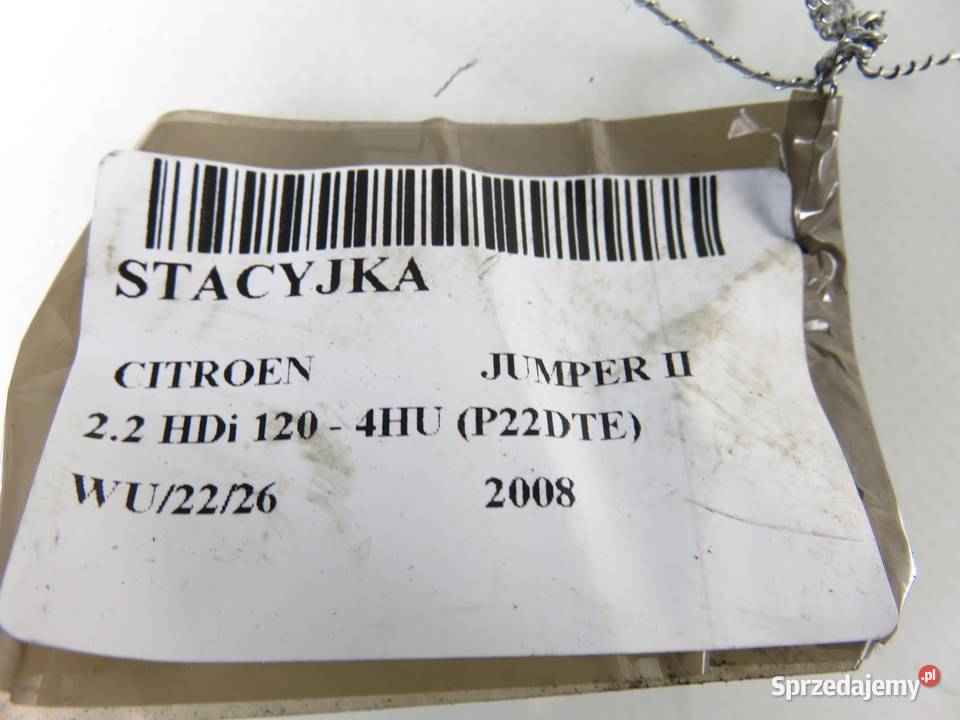 STACYJKA
CITROEN JUMPER II
2.2 HDi 120 - 4HU (P22DTE)
WU/22/26 2008
Sprzedajemy.pl